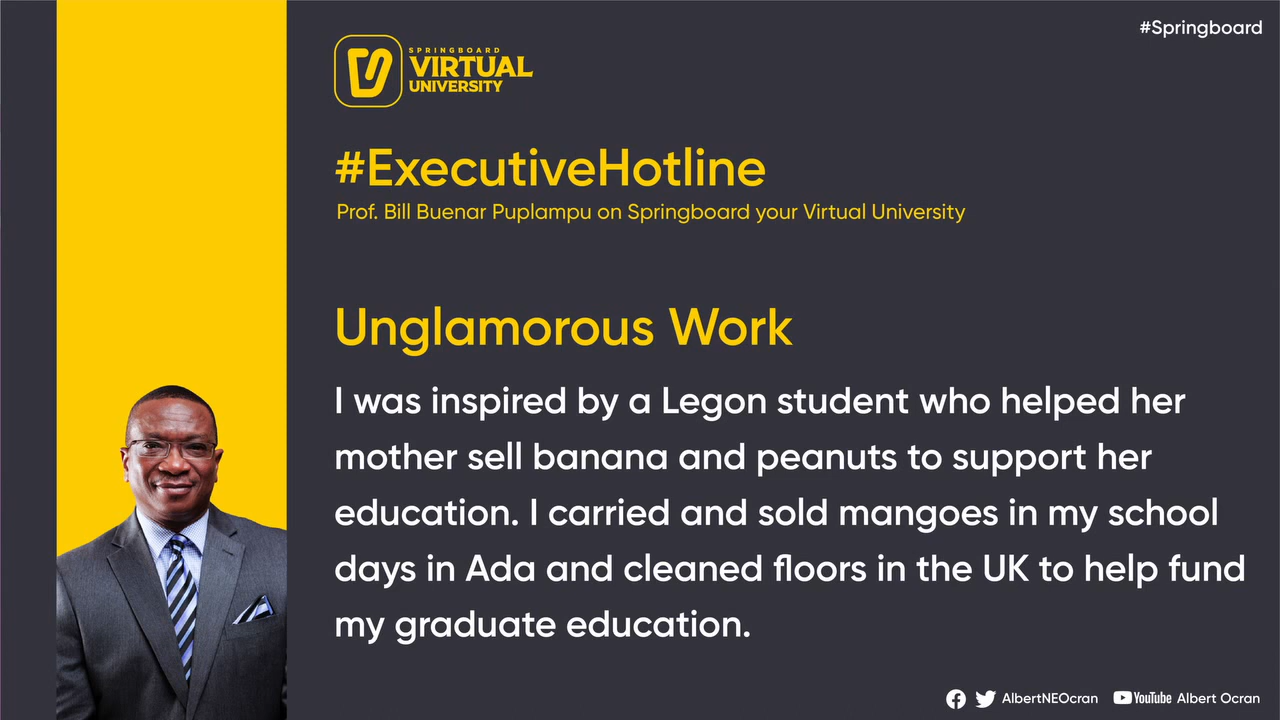 #Springboard
SPRINGBOARD
VIRTUAL
UNIVERSITY
#ExecutiveHotline
Prof. Bill Buenar Puplampu on Springboard your Virtual University
Unglamorous Work
I was inspired by a Legon student who helped her
mother sell banana and peanuts to support her
education. I carried and sold mangoes in my school
days in Ada and cleaned floors in the UK to help fund
my graduate education.
AlbertNEOcran YouTube Albert Ocran